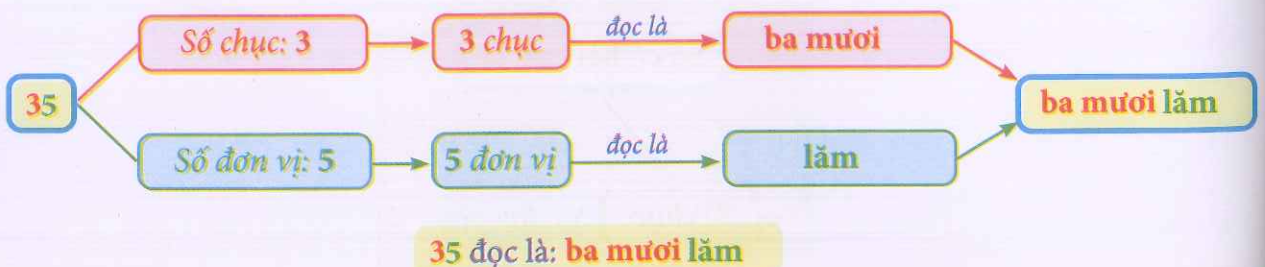 Số chục: 3
3 chục
đọc là
ba mươi
35
ba mươi lăm
Số đơn vị: 5
5 đơn vị
đọc là
lăm
35 đọc là: ba mươi lăm